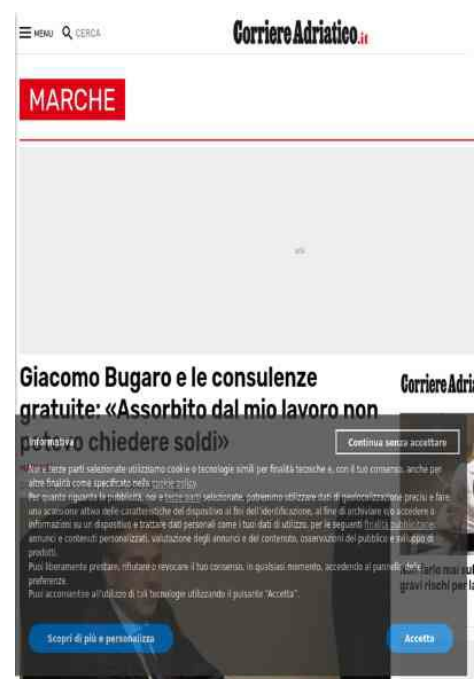 MENU CERCA
Corriere Adriatico.it
MARCHE
Giacomo Bugaro e le consulenze
gratuite: «Assorbito dal mio lavoro non
potevo chiedere soldi»
Corriere Adria
Informativa
Continua senza accettare
Noi e terze parti selezionate utilizziamo cookie o tecnologie simili per finalità tecniche e, con il tuo consenso, anche per
altre finalità come specificato nella cookie policy.
Per quanto riguarda la pubblicità, noi e terze parti selezionate, potremmo utilizzare dati di geolocalizzazione precisi e fare
una scansione attiva delle caratteristiche del dispositivo ai fini dell'identificazione, al fine di archiviare e/o accedere a
informazioni su un dispositivo e trattare dati personali come i tuoi dati di utilizzo, per le seguenti finalità pubblicitarie:
annunci e contenuti personalizzati, valutazione degli annunci e del contenuto, osservazioni del pubblico e sviluppo di
prodotti.
Puoi liberamente prestare, rifiutare o revocare il tuo consenso, in qualsiasi momento, accedendo al pannello delle
preferenze.
Puoi acconsentire all'utilizzo di tali tecnologie utilizzando il pulsante "Accetta".
farlo mai sul
gravi rischi per la
Scopri di più e personalizza
Accetta